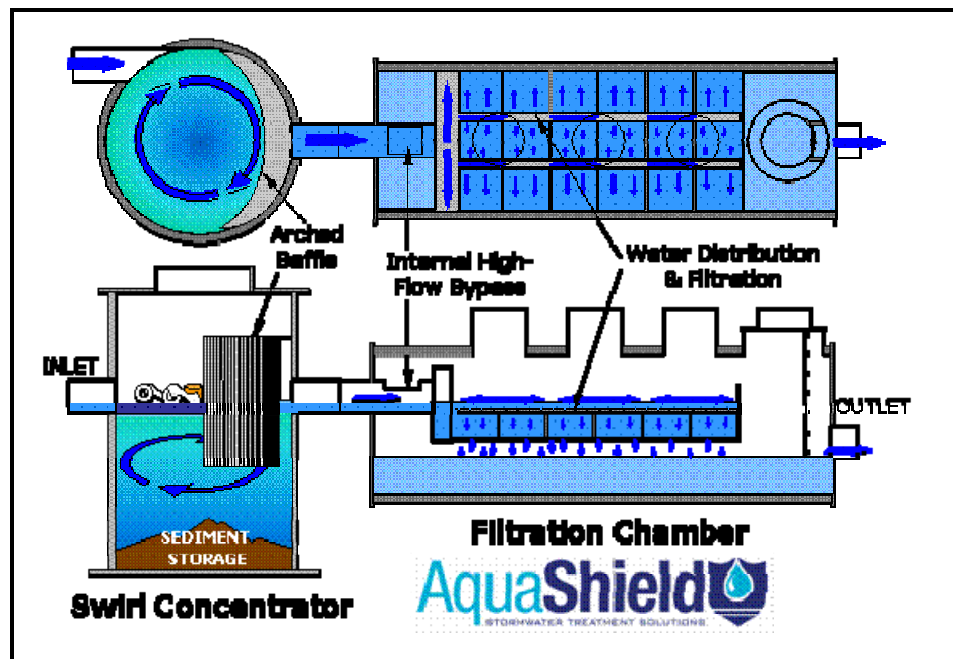 Arched
Baffle
Internal High-
Flow Bypass
Water Distribution
& Filtration
INLET
OUTLET
SEDIMENT
STORAGE
Swirl Concentrator
Filtration Chamber
AquaShield
STORMWATER TREATMENT SOLUTIONS